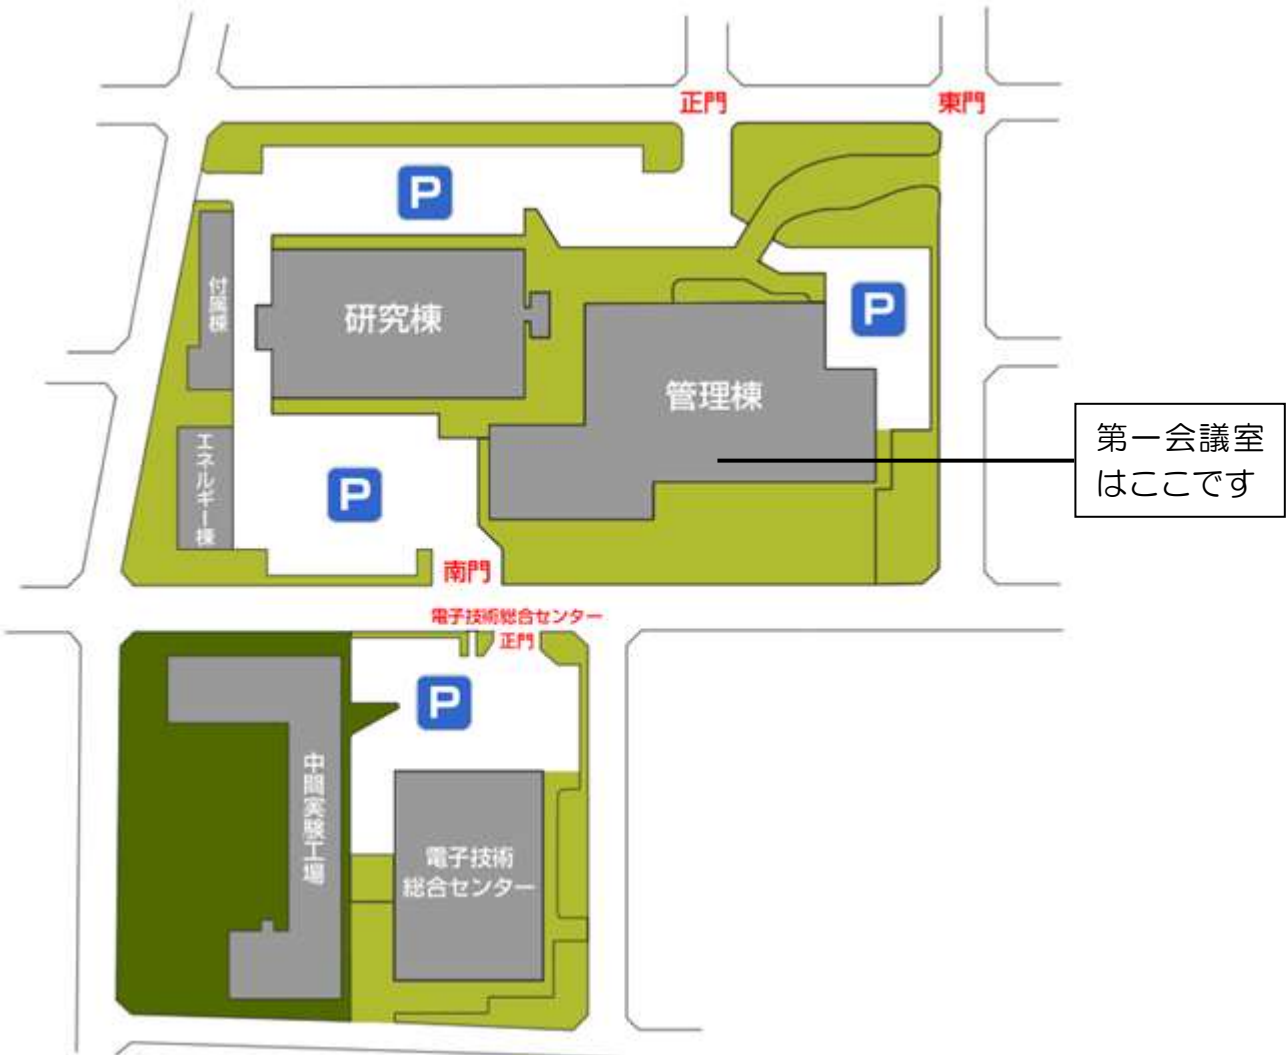 正門
東門
P
付属棟
研究棟
P
管理棟
第一会議室
はここです
エネルギー棟
P
南門
電子技術総合センター
正門
P
中間実験工場
電子技術
総合センター